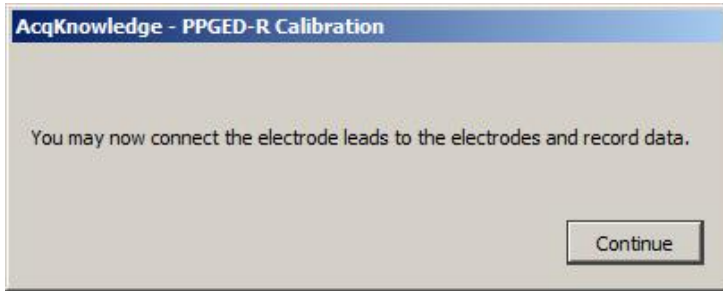 AcqKnowledge - PPGED-R Calibration
You may now connect the electrode leads to the electrodes and record data.
Continue